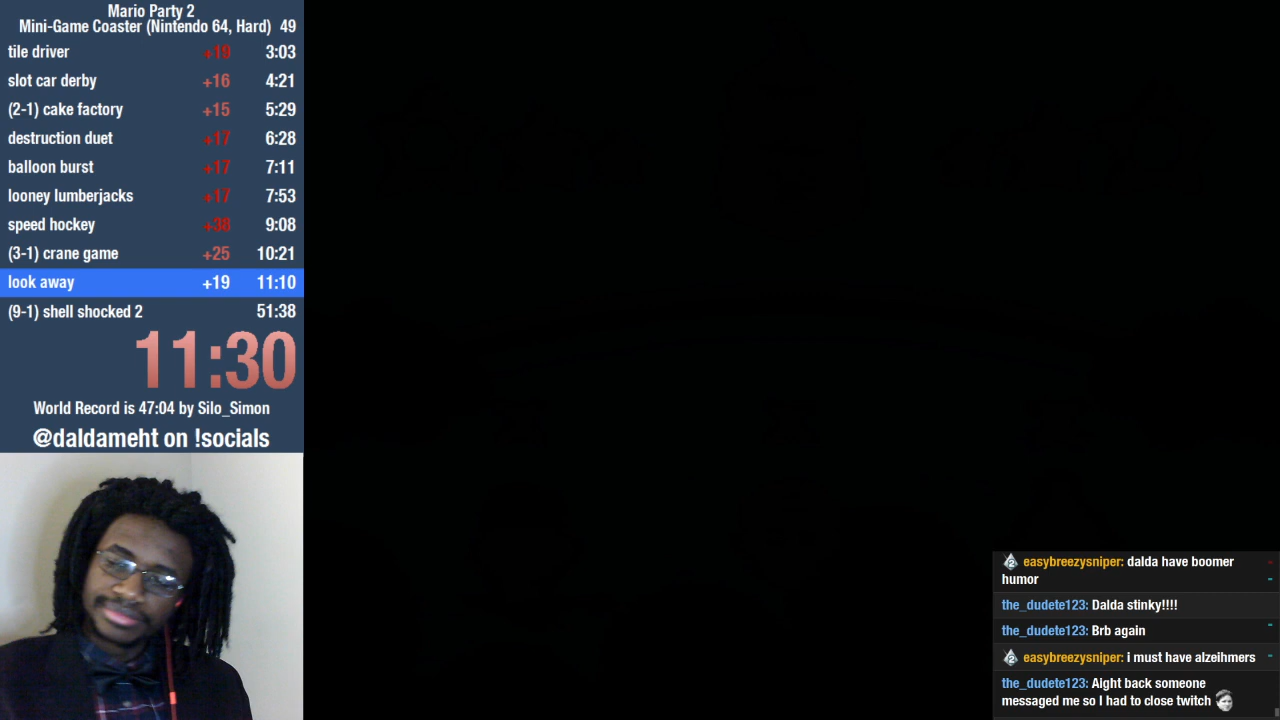 Mario Party 2
Mini-Game Coaster (Nintendo 64, Hard) 49
tile driver +19 3:03
slot car derby +16 4:21
(2-1) cake factory +15 5:29
destruction duet +17 6:28
balloon burst +17 7:11
looney lumberjacks +17 7:53
speed hockey +38 9:08
(3-1) crane game +25 10:21
look away +19 11:10
(9-1) shell shocked 2 51:38
11:30
World Record is 47:04 by Silo_Simon
@daldameht on !socials
easybreezysniper: dalda have boomer
humor
the_dudete123: Dalda stinky!!!!
the_dudete123: Brb again
easybreezysniper: i must have alzeihmers
the_dudete123: Aight back someone
messaged me so I had to close twitch